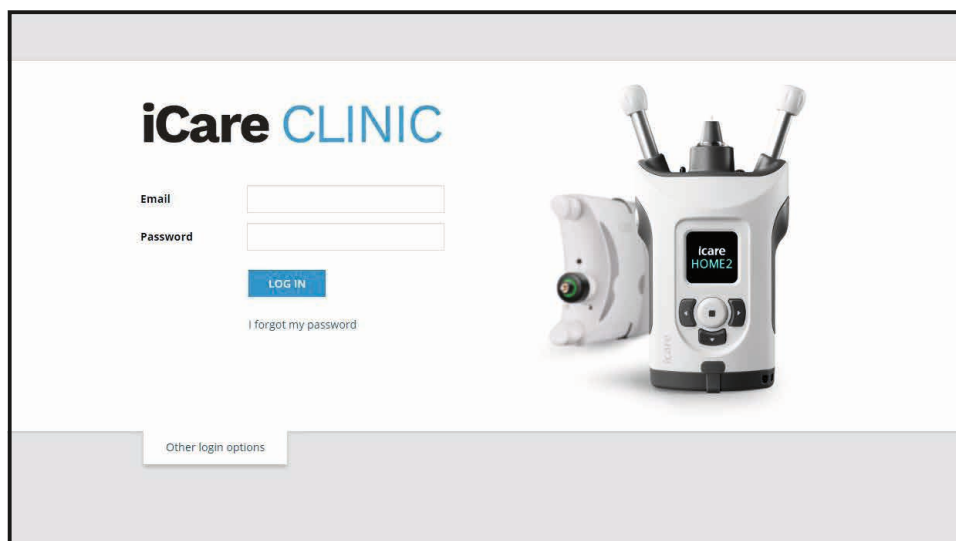 iCare CLINIC
Email
Password
LOG IN
I forgot my password
Other login options
icare
HOME2
icare